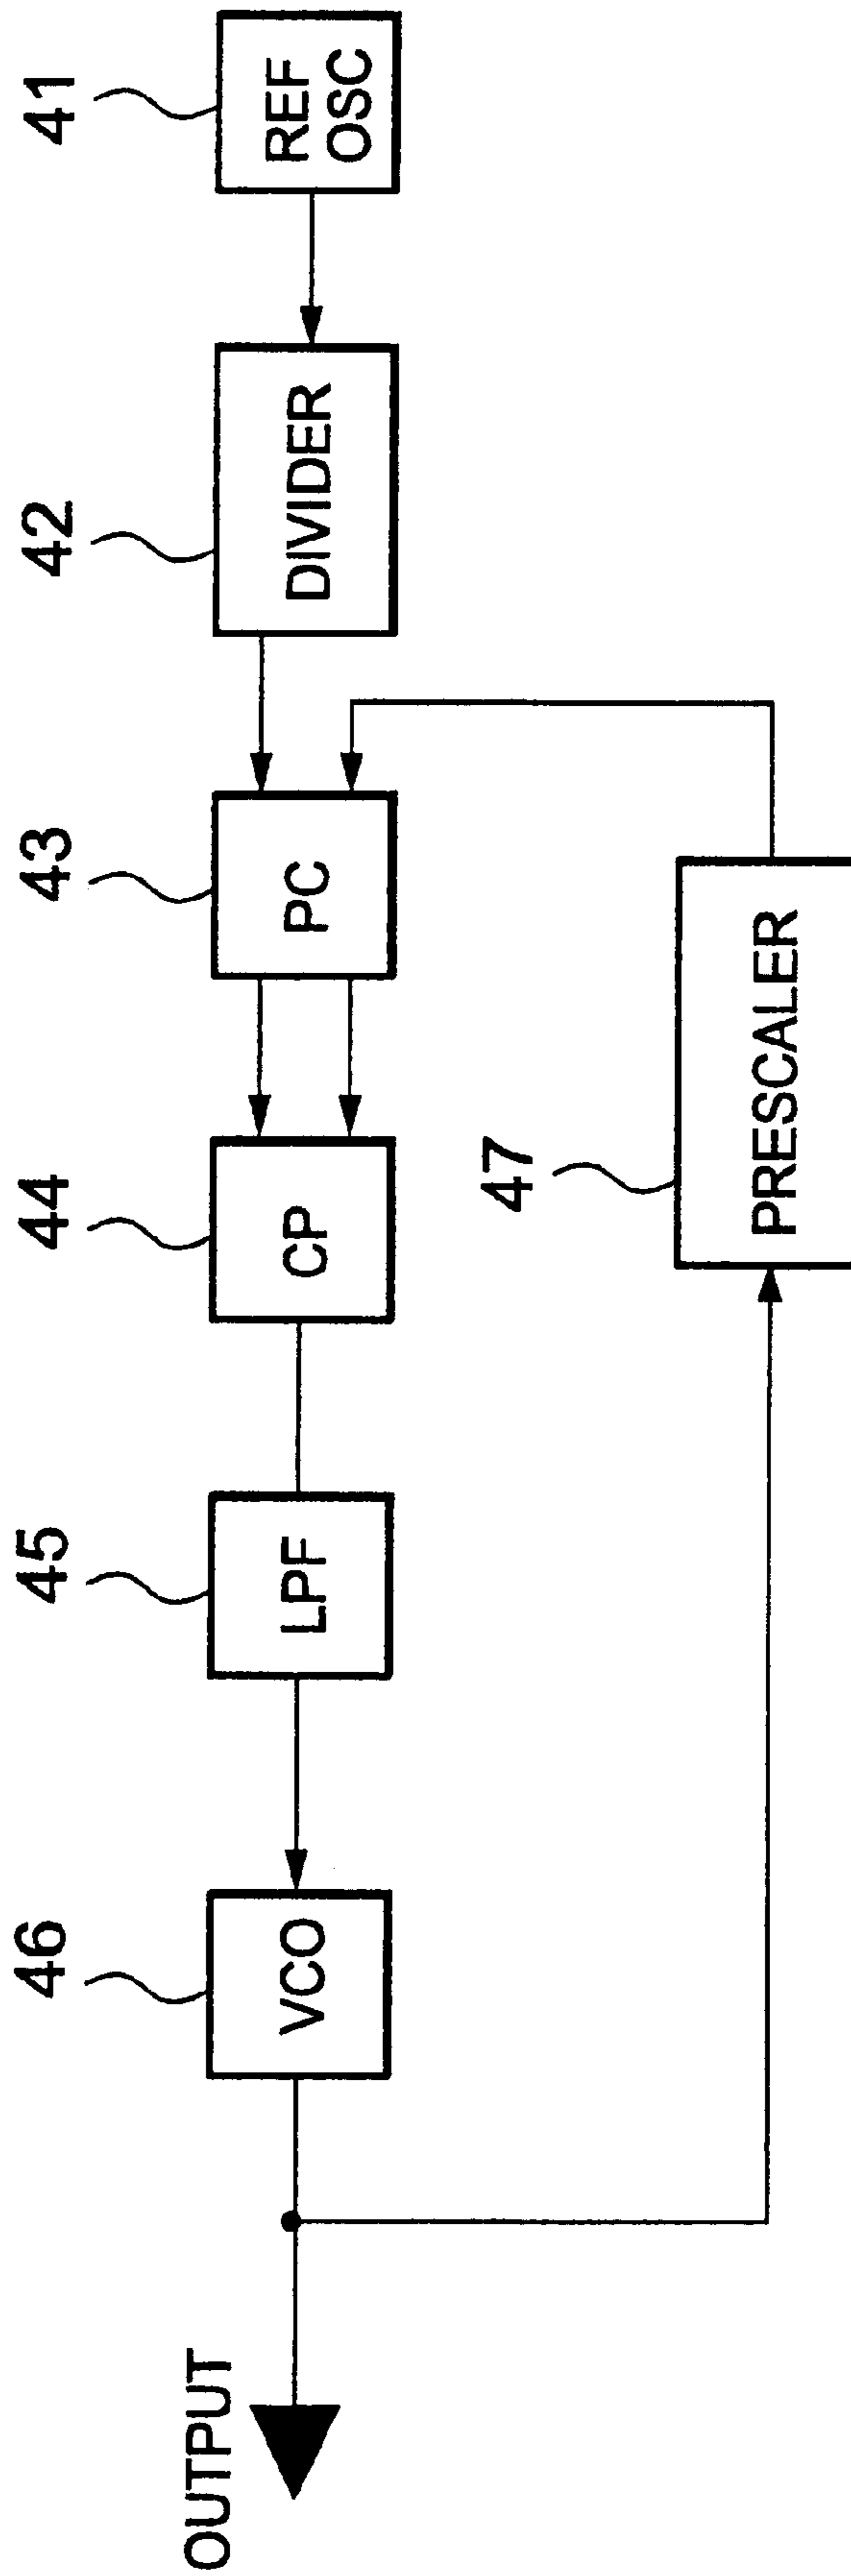 OUTPUT
46
VCO
45
LPF
44
CP
43
PC
42
DIVIDER
41
REF
OSC
47
PRESCALER